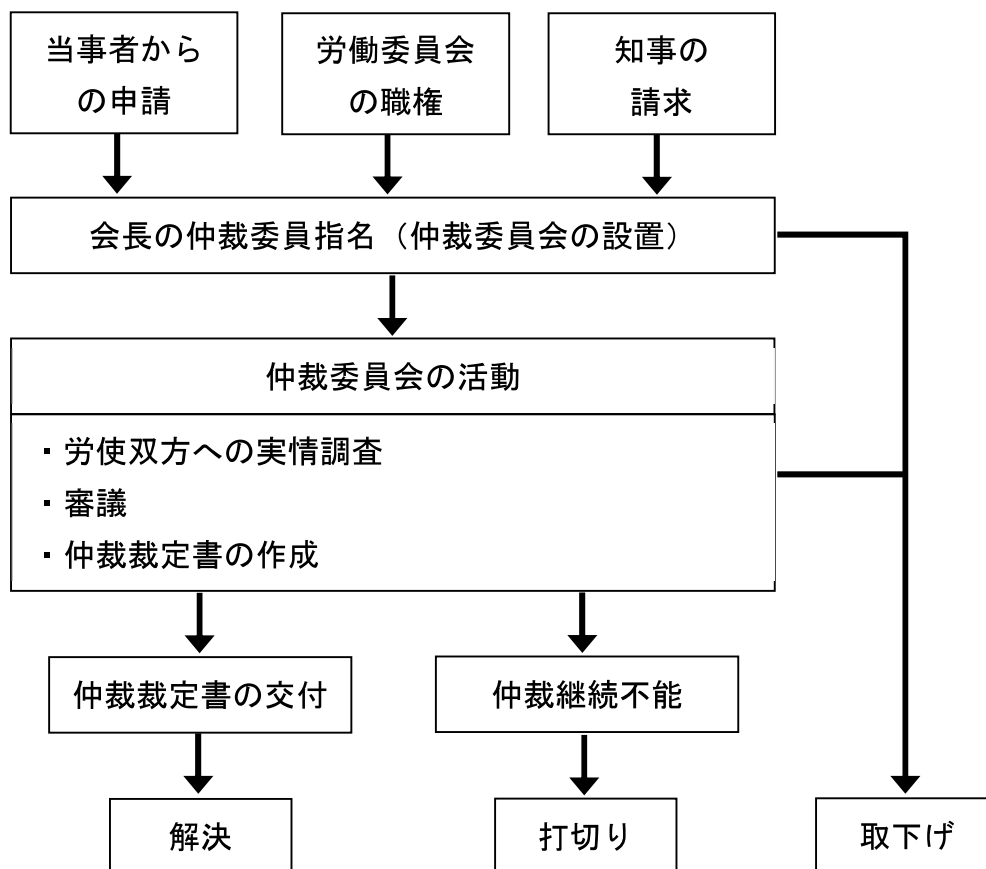 当事者から
の申請
労働委員会
の職権
知事の
請求
会長の仲裁委員指名（仲裁委員会の設置）
仲裁委員会の活動
・労使双方への実情調査
・審議
・仲裁裁定書の作成
仲裁裁定書の交付
仲裁継続不能
解決
打切り
取下げ